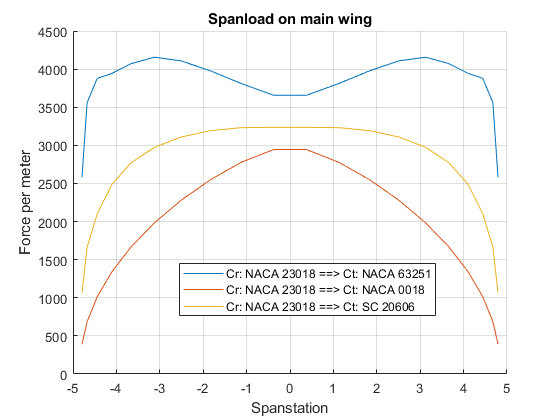 Spanload on main wing
4500
4000
3500
3000
2500
2000
1500
1000
500
0
Force per meter
Cr: NACA 23018 ==> Ct: NACA 63251
Cr: NACA 23018 ==> Ct: NACA 0018
Cr: NACA 23018 ==> Ct: SC 20606
-5 -4 -3 -2 -1 0 1 2 3 4 5
Spanstation